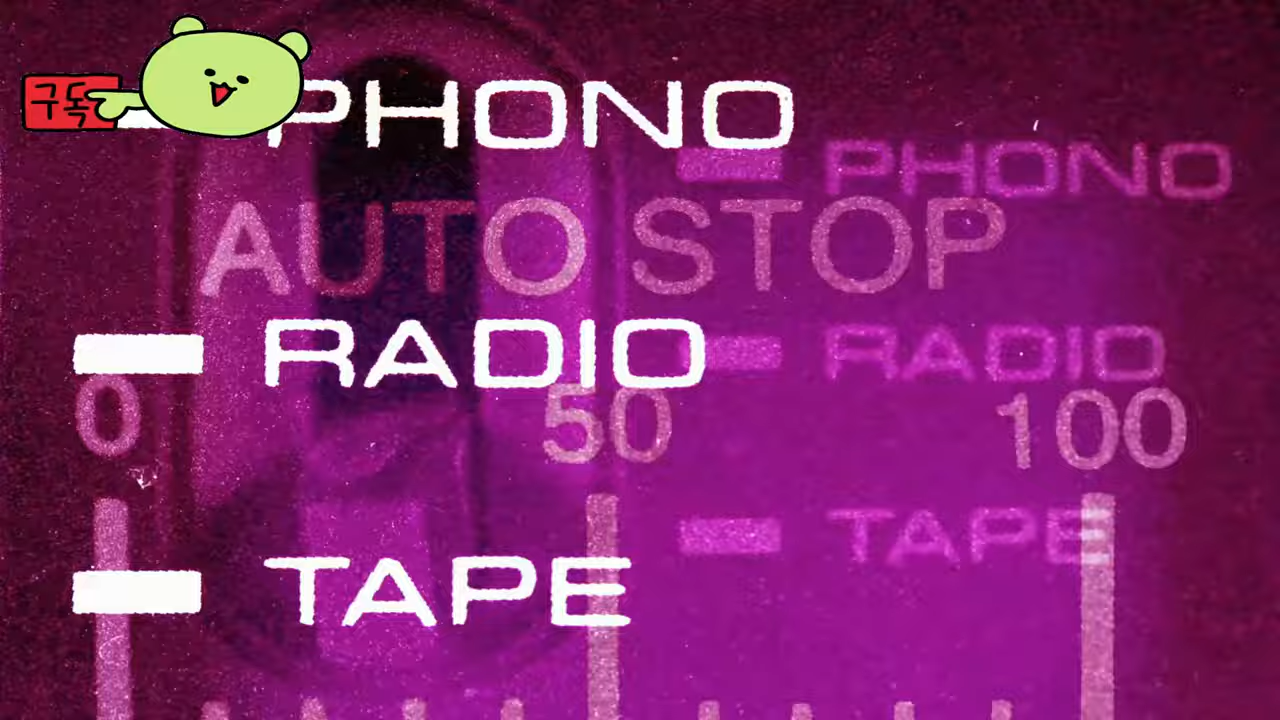 구독
PHONO
PHONO
AUTO STOP
RADIO
RADIO
0 50 100
TAPE
TAPE